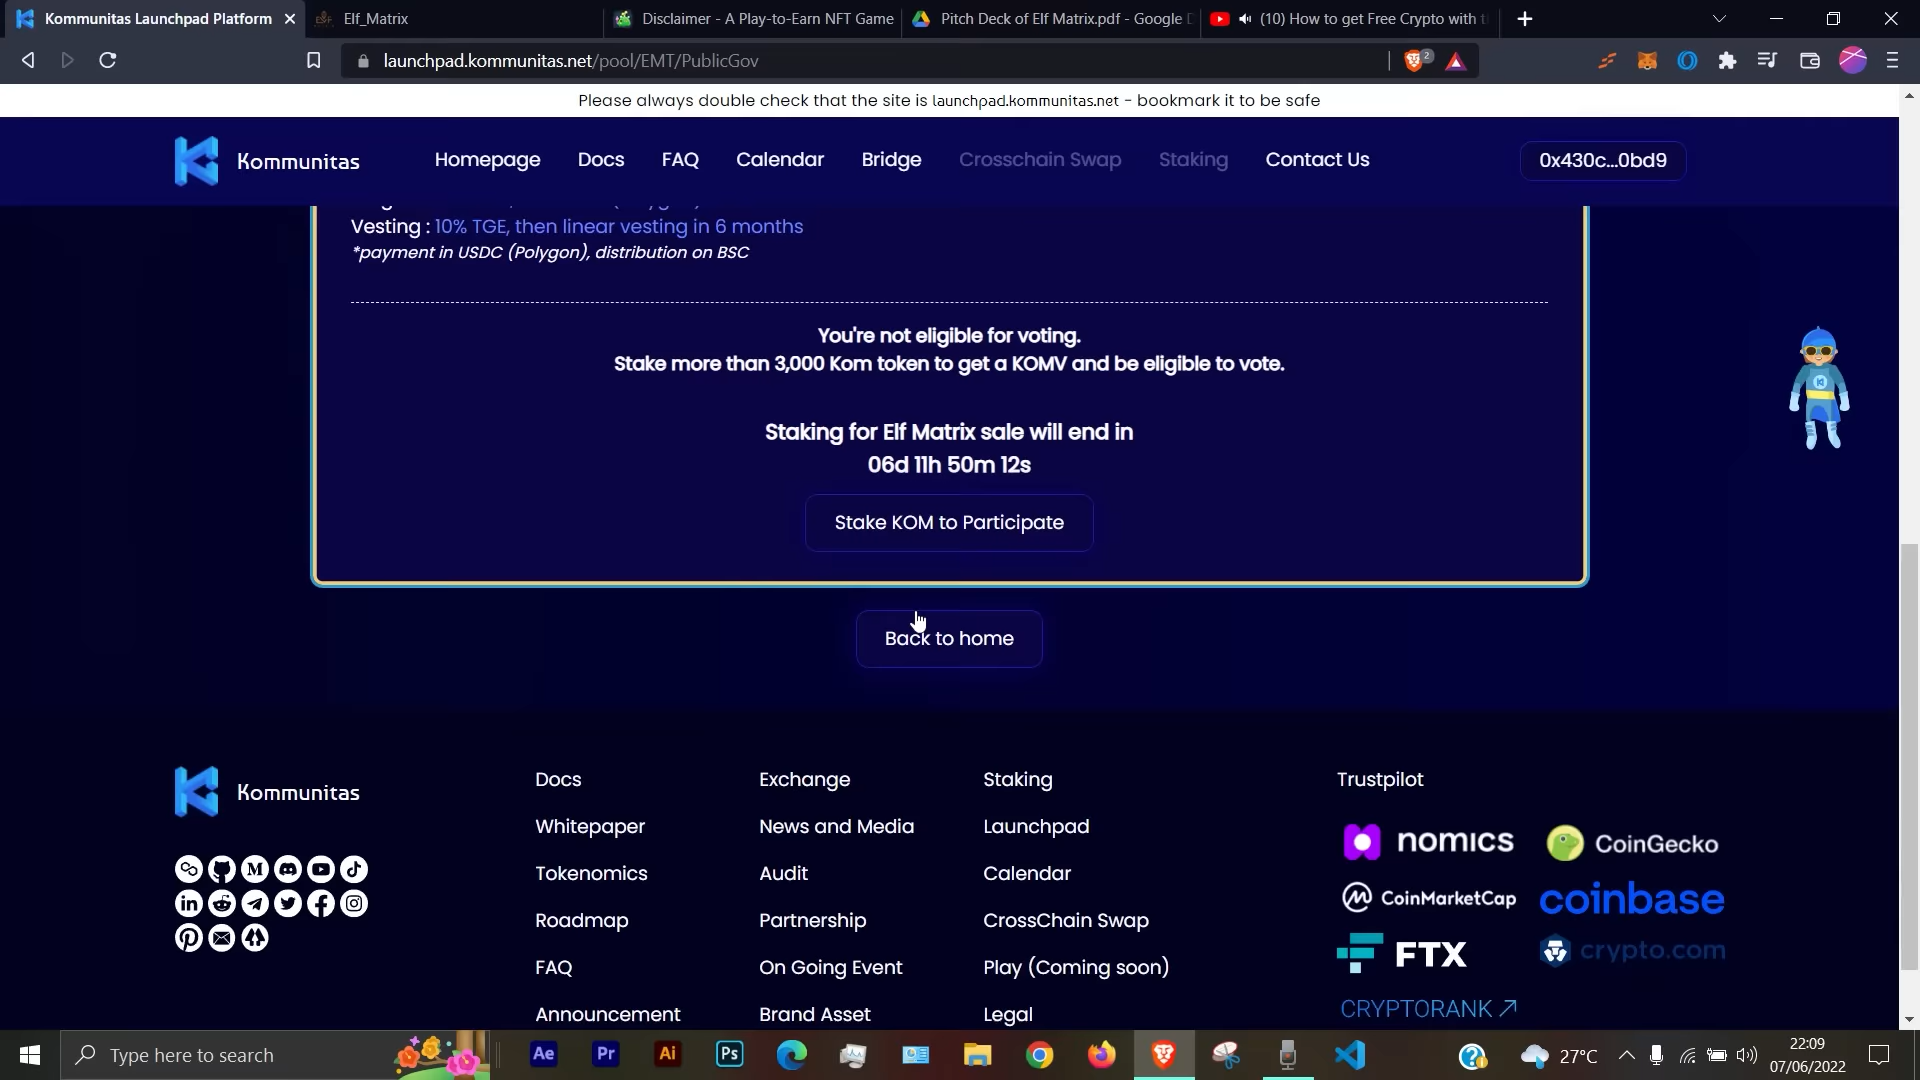 Kommunitas Launchpad Platform
Elf_Matrix
Disclaimer - A Play-to-Earn NFT Game
Pitch Deck of Elf Matrix.pdf - Google
(10) How to get Free Crypto with
launchpad.kommunitas.net/pool/EMT/PublicGov
2
Please always double check that the site is launchpad.kommunitas.net - bookmark it to be safe
Kommunitas
Homepage
Docs
FAQ
Calendar
Bridge
Crosschain Swap
Staking
Contact Us
0x430c...0bd9
Vesting : 10% TGE, then linear vesting in 6 months
*payment in USDC (Polygon), distribution on BSC
You're not eligible for voting.
Stake more than 3,000 Kom token to get a KOMV and be eligible to vote.
Staking for Elf Matrix sale will end in
06d 11h 50m 12s
Stake KOM to Participate
Back to home
Kommunitas
Docs
Whitepaper
Tokenomics
Roadmap
FAQ
Announcement
Exchange
News and Media
Audit
Partnership
On Going Event
Brand Asset
Staking
Launchpad
Calendar
CrossChain Swap
Play (Coming soon)
Legal
Trustpilot
nomics
CoinGecko
CoinMarketCap
coinbase
FTX
crypto.com
CRYPTORANK
Type here to search
Ae
Pr
Ai
Ps
27°C
22:09
07/06/2022